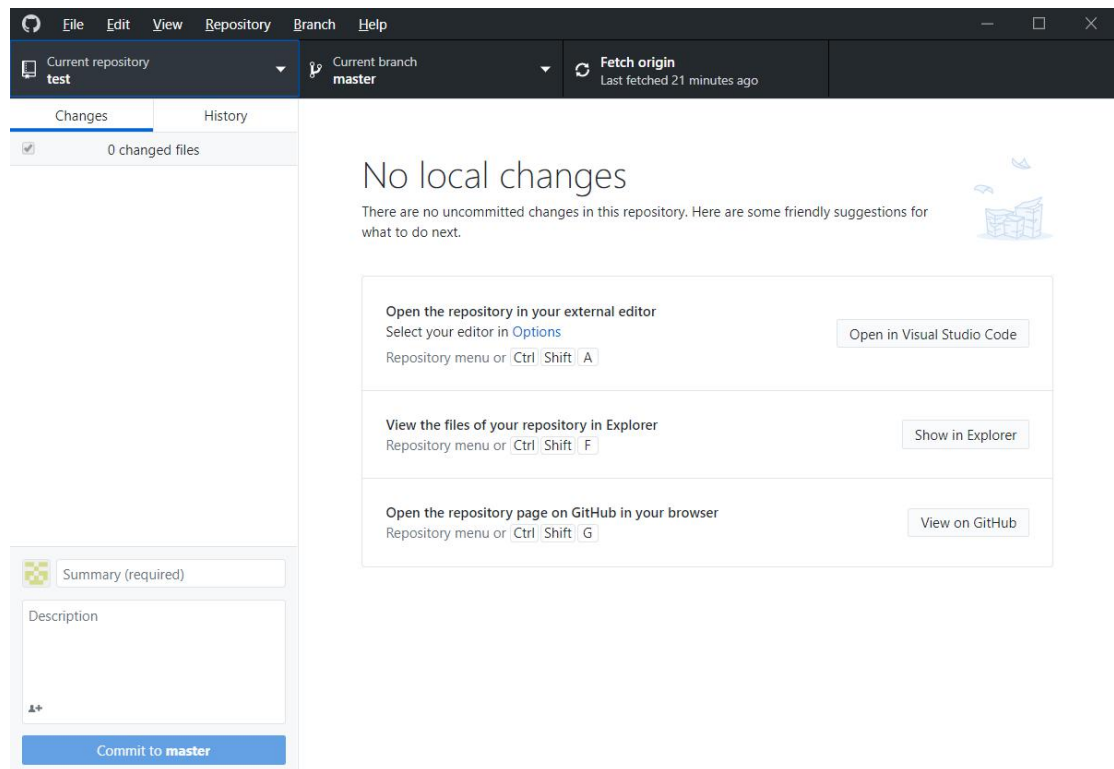 File Edit View Repository Branch Help
Current repository
test
Current branch
master
Fetch origin
Last fetched 21 minutes ago
Changes History
0 changed files
No local changes
There are no uncommitted changes in this repository. Here are some friendly suggestions for
what to do next.
Open the repository in your external editor
Select your editor in Options
Repository menu or Ctrl Shift A
Open in Visual Studio Code
View the files of your repository in Explorer
Repository menu or Ctrl Shift F
Show in Explorer
Open the repository page on GitHub in your browser
Repository menu or Ctrl Shift G
View on GitHub
Summary (required)
Description
Commit to master